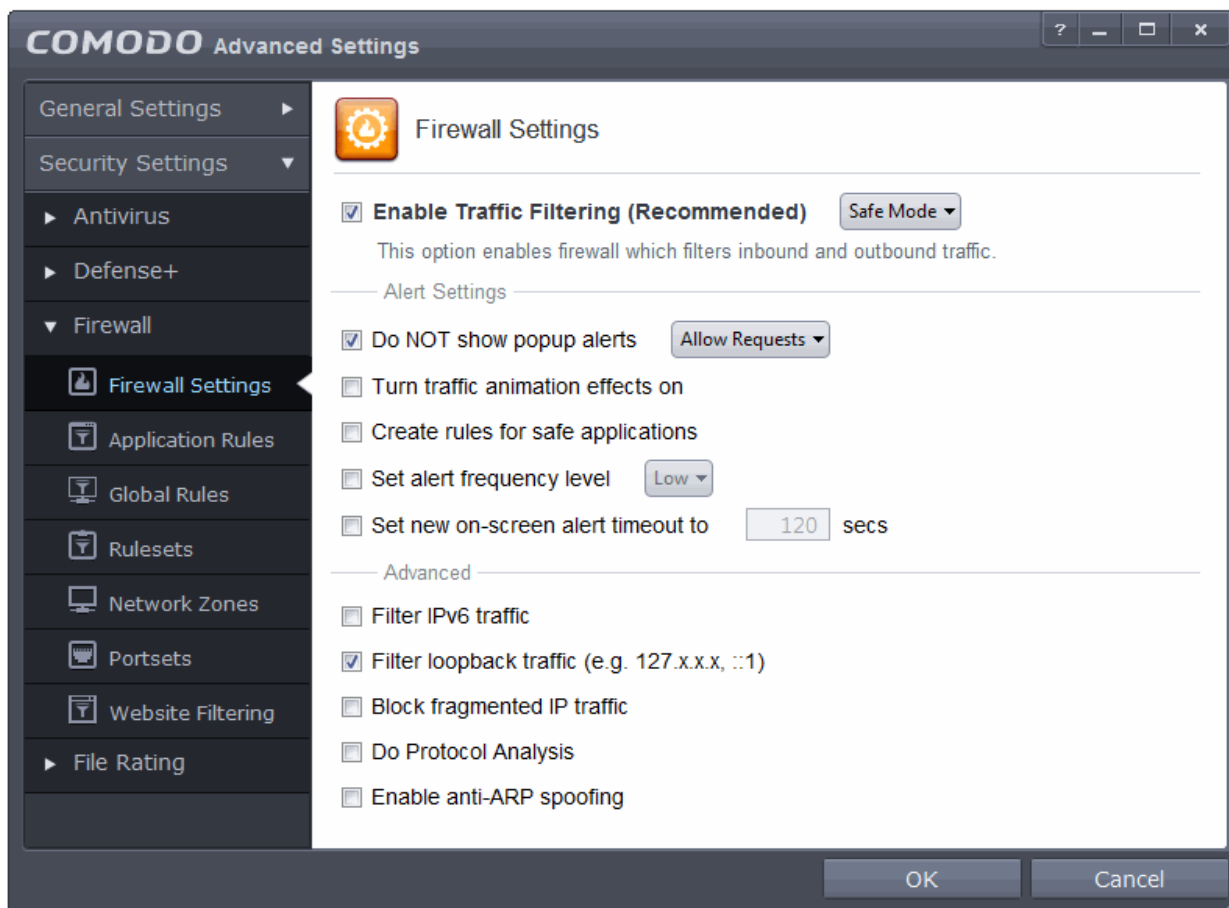 COMODO Advanced Settings
?
General Settings
Security Settings
Antivirus
Defense+
Firewall
Firewall Settings
Application Rules
Global Rules
Rulesets
Network Zones
Portsets
Website Filtering
File Rating
Firewall Settings
Enable Traffic Filtering (Recommended) Safe Mode
This option enables firewall which filters inbound and outbound traffic.
Alert Settings
Do NOT show popup alerts Allow Requests
Turn traffic animation effects on
Create rules for safe applications
Set alert frequency level Low
Set new on-screen alert timeout to 120 secs
Advanced
Filter IPv6 traffic
Filter loopback traffic (e.g. 127.x.x.x, ::1)
Block fragmented IP traffic
Do Protocol Analysis
Enable anti-ARP spoofing
OK Cancel